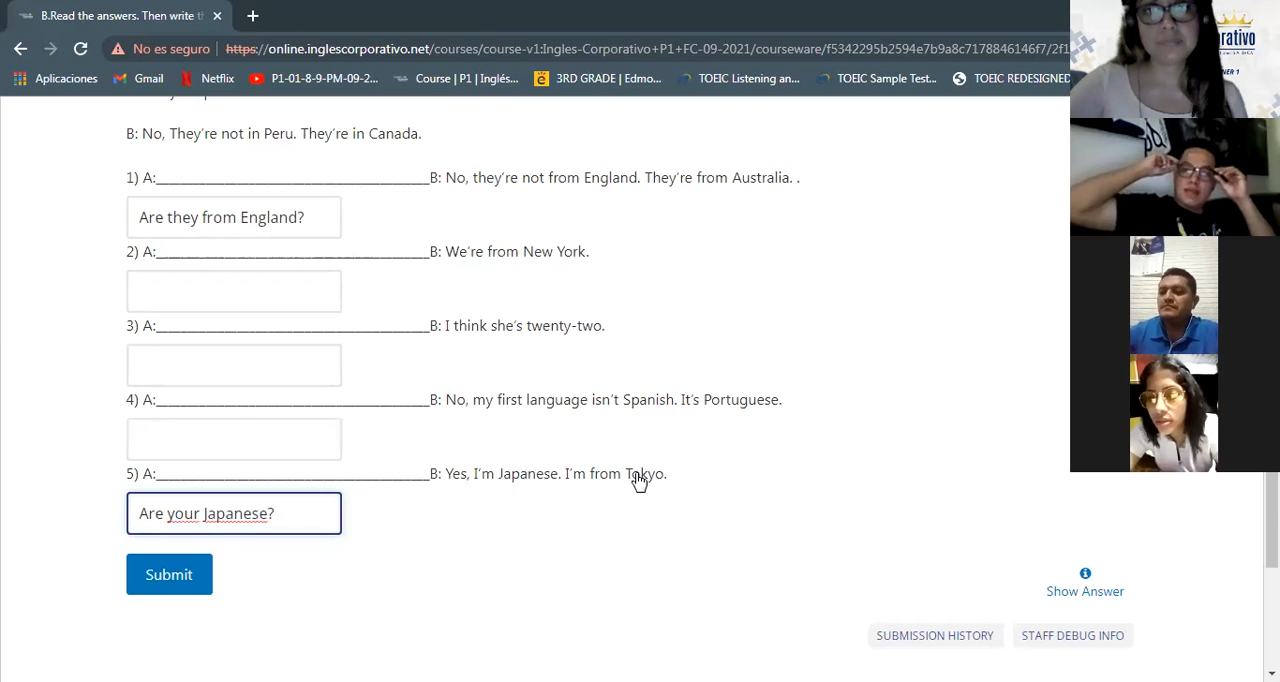 B.Read the answers. Then write t
No es seguro
https://online.inglescorporativo.net/courses/course-v1:Ingles-Corporativo+P1+FC-09-2021/courseware/f5342295b2594e7b9a8c7178846146f7/2f1
Aplicaciones
Gmail
Netflix
P1-01-8-9-PM-09-2...
Course | P1 | Inglés...
3RD GRADE | Edmo...
TOEIC Listening an...
TOEIC Sample Test...
TOEIC REDESIGNED
B: No, They're not in Peru. They're in Canada.
1) A:__________________________________B: No, they're not from England. They're from Australia. .
Are they from England?
2) A:__________________________________B: We're from New York.
3) A:__________________________________B: I think she's twenty-two.
4) A:__________________________________B: No, my first language isn't Spanish. It's Portuguese.
5) A:__________________________________B: Yes, I'm Japanese. I'm from Tokyo.
Are your Japanese?
Submit
Show Answer
SUBMISSION HISTORY
STAFF DEBUG INFO